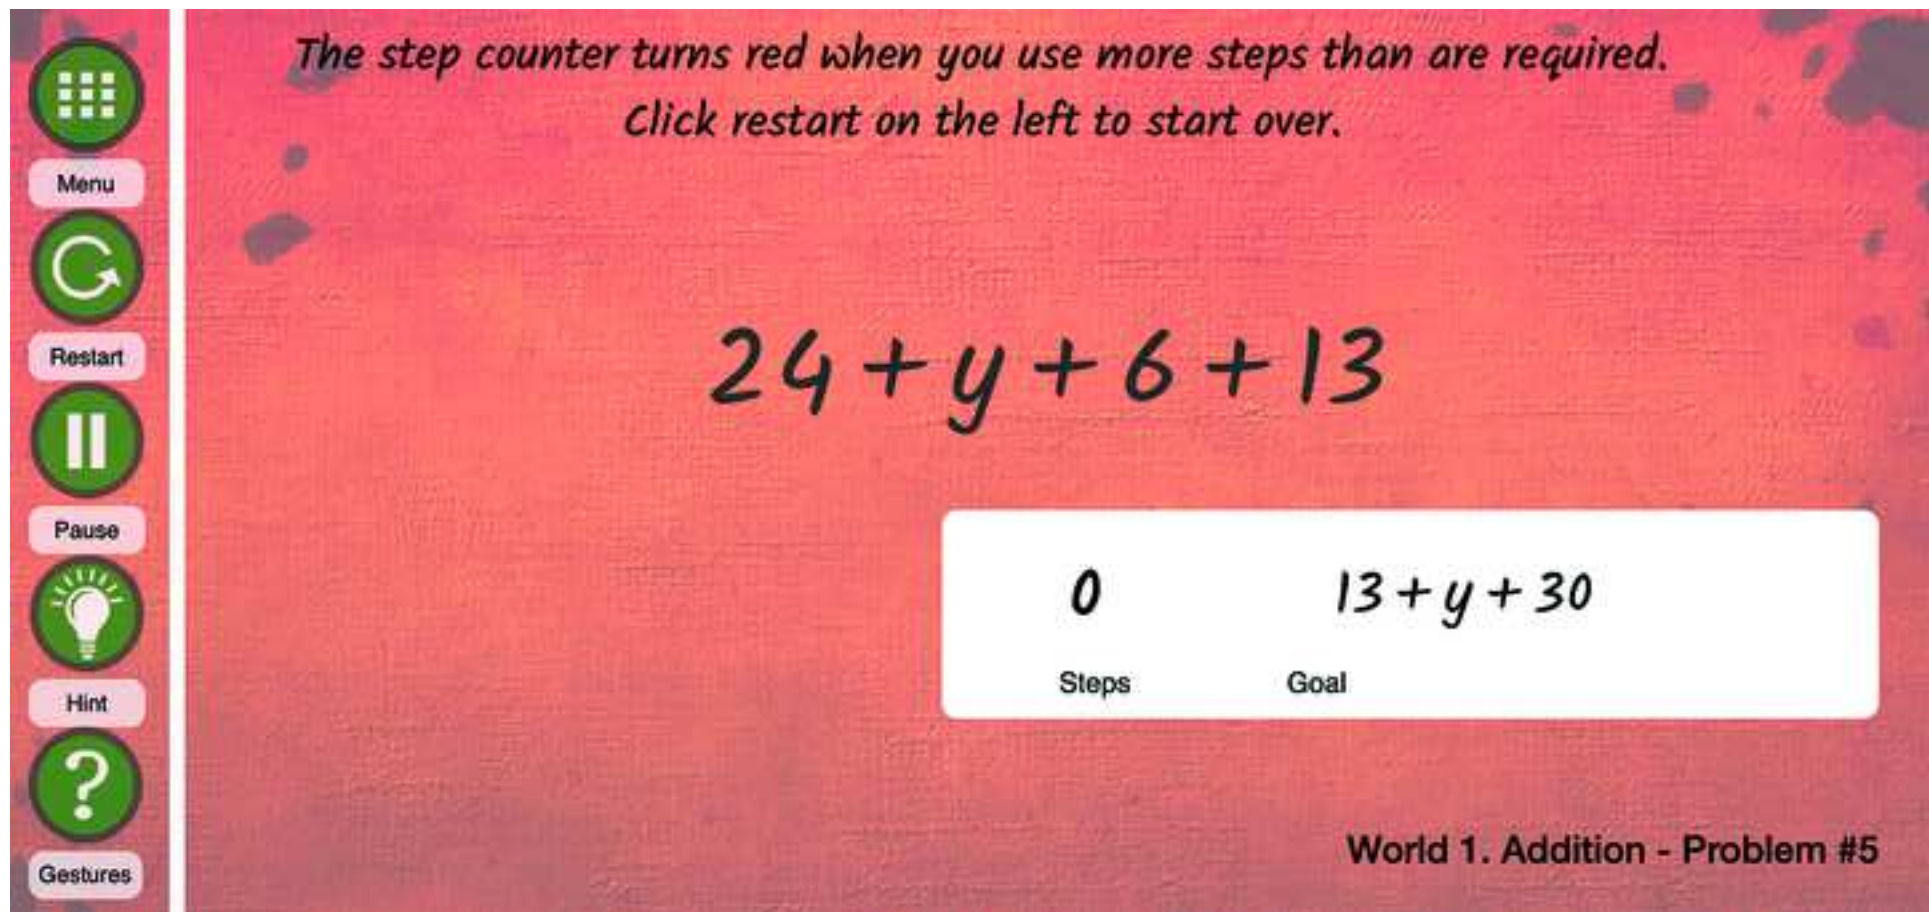 The step counter turns red when you use more steps than are required.
Click restart on the left to start over.
Menu
Restart
Pause
Hint
Gestures
24 + y + 6 + 13
0
13 + y + 30
Steps
Goal
World 1. Addition - Problem #5